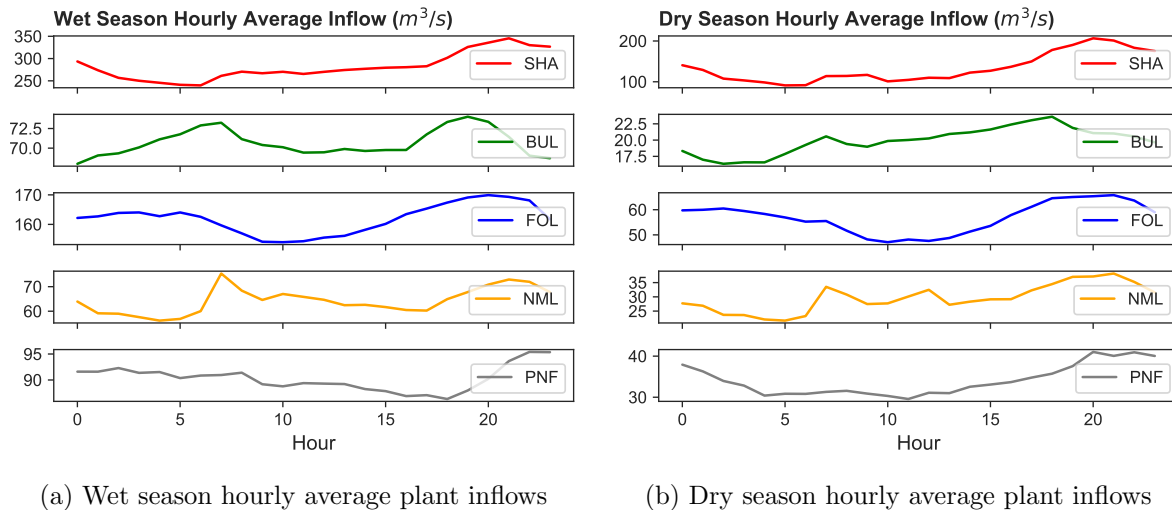 Wet Season Hourly Average Inflow (m³/s)
350
300
250
SHA
72.5
70.0
BUL
170
160
FOL
70
60
NML
95
90
PNF
0 5 10 15 20
Hour
(a) Wet season hourly average plant inflows
Dry Season Hourly Average Inflow (m³/s)
200
100
SHA
22.5
20.0
17.5
BUL
60
50
FOL
35
30
25
NML
40
30
PNF
0 5 10 15 20
Hour
(b) Dry season hourly average plant inflows